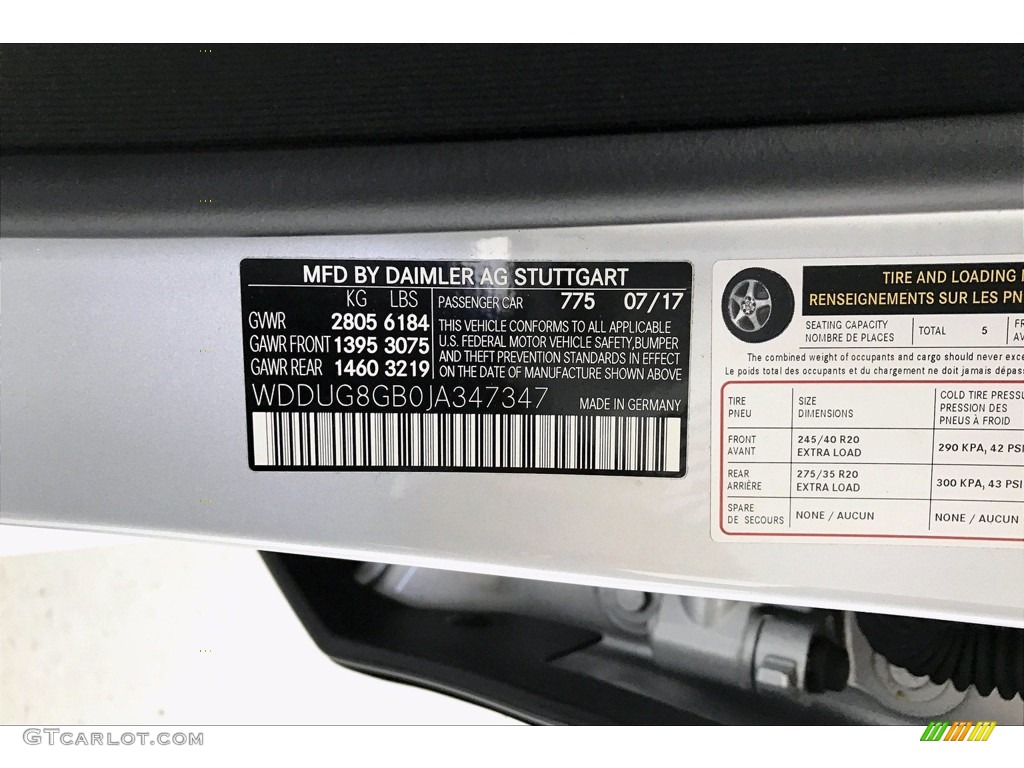 MFD BY DAIMLER AG STUTTGART
KG LBS
GVWR 2805 6184
GAWR FRONT 1395 3075
GAWR REAR 1460 3219
PASSENGER CAR 775 07/17
THIS VEHICLE CONFORMS TO ALL APPLICABLE
U.S. FEDERAL MOTOR VEHICLE SAFETY,BUMPER
AND THEFT PREVENTION STANDARDS IN EFFECT
ON THE DATE OF MANUFACTURE SHOWN ABOVE
WDDUG8GB0JA347347 MADE IN GERMANY
TIRE AND LOADING
RENSEIGNEMENTS SUR LES
SEATING CAPACITY
NOMBRE DE PLACES
TOTAL 5
The combined weight of occupants and cargo should never
Le poids total des occupants et du chargement ne doit jamais
TIRE
PNEU
SIZE
DIMENSIONS
COLD TIRE
PRESSION DES
PNEUS À FROID
FRONT
AVANT
245/40 R20
EXTRA LOAD
290 KPA, 42 PSI
REAR
ARRIÈRE
275/35 R20
EXTRA LOAD
300 KPA, 43 PSI
SPARE
DE SECOURS
NONE / AUCUN
NONE / AUCUN
GTCarlot.com